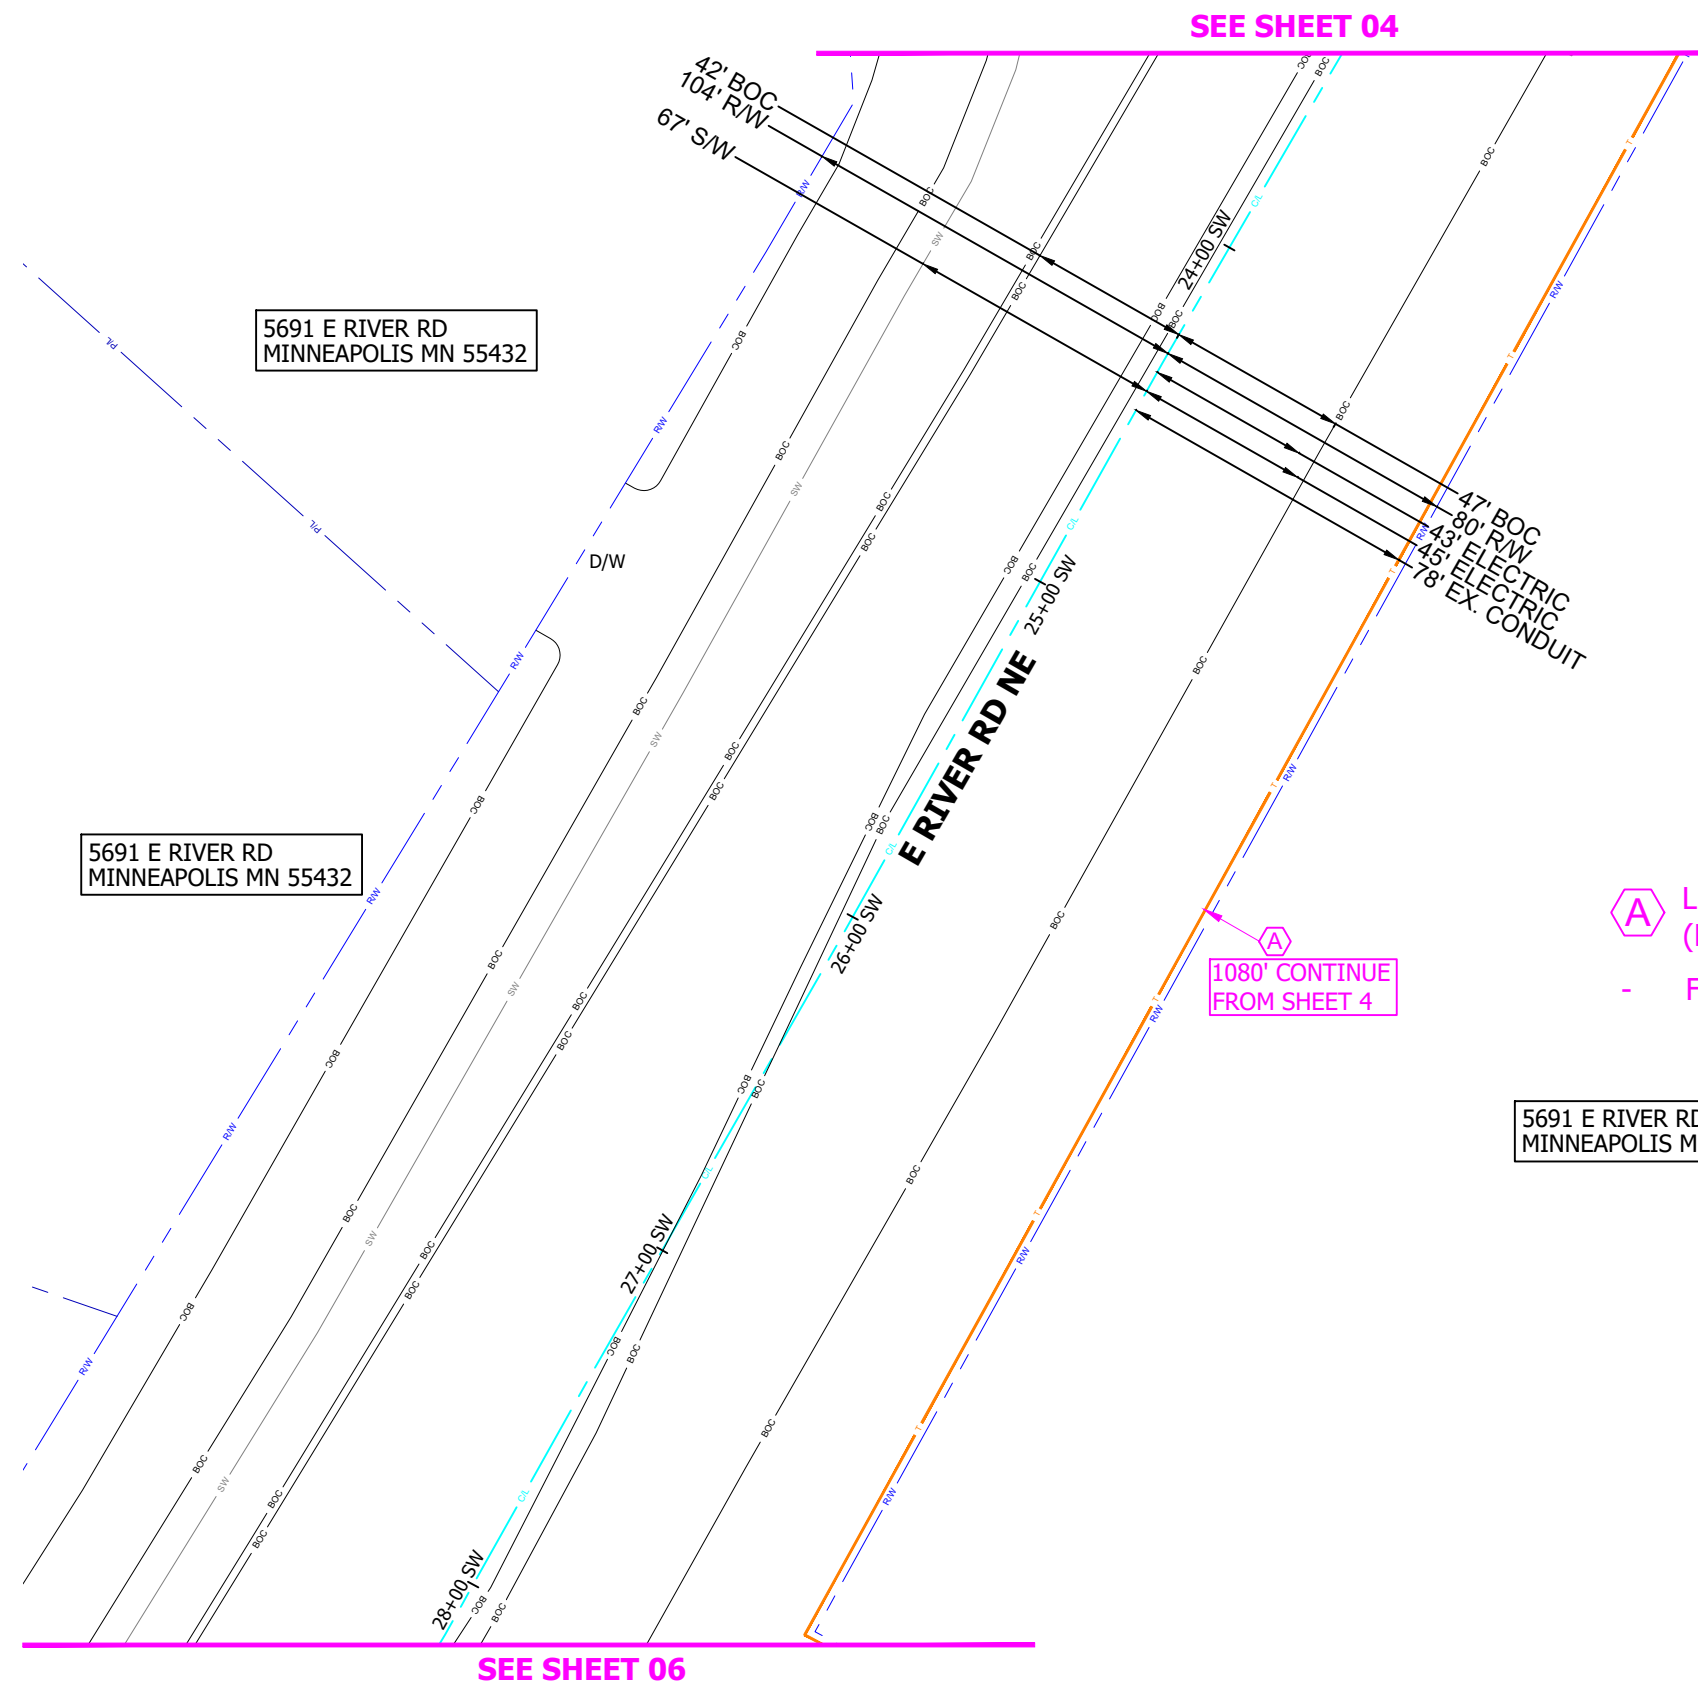 SEE SHEET 04
42' BOC
104' R/W
67' S/W
24+00 SW
5691 E RIVER RD
MINNEAPOLIS MN 55432
47' BOC
80' R/W
43' ELECTRIC
45' ELECTRIC
78' EX. CONDUIT
D/W
25+00 SW
E RIVER RD NE
5691 E RIVER RD
MINNEAPOLIS MN 55432
26+00 SW
A
1080' CONTINUE
FROM SHEET 4
A L
(
- F
5691 E RIVER RD
MINNEAPOLIS M
27+00 SW
28+00 SW
SEE SHEET 06
BOC
SW
R/W
P/L
C/L
T